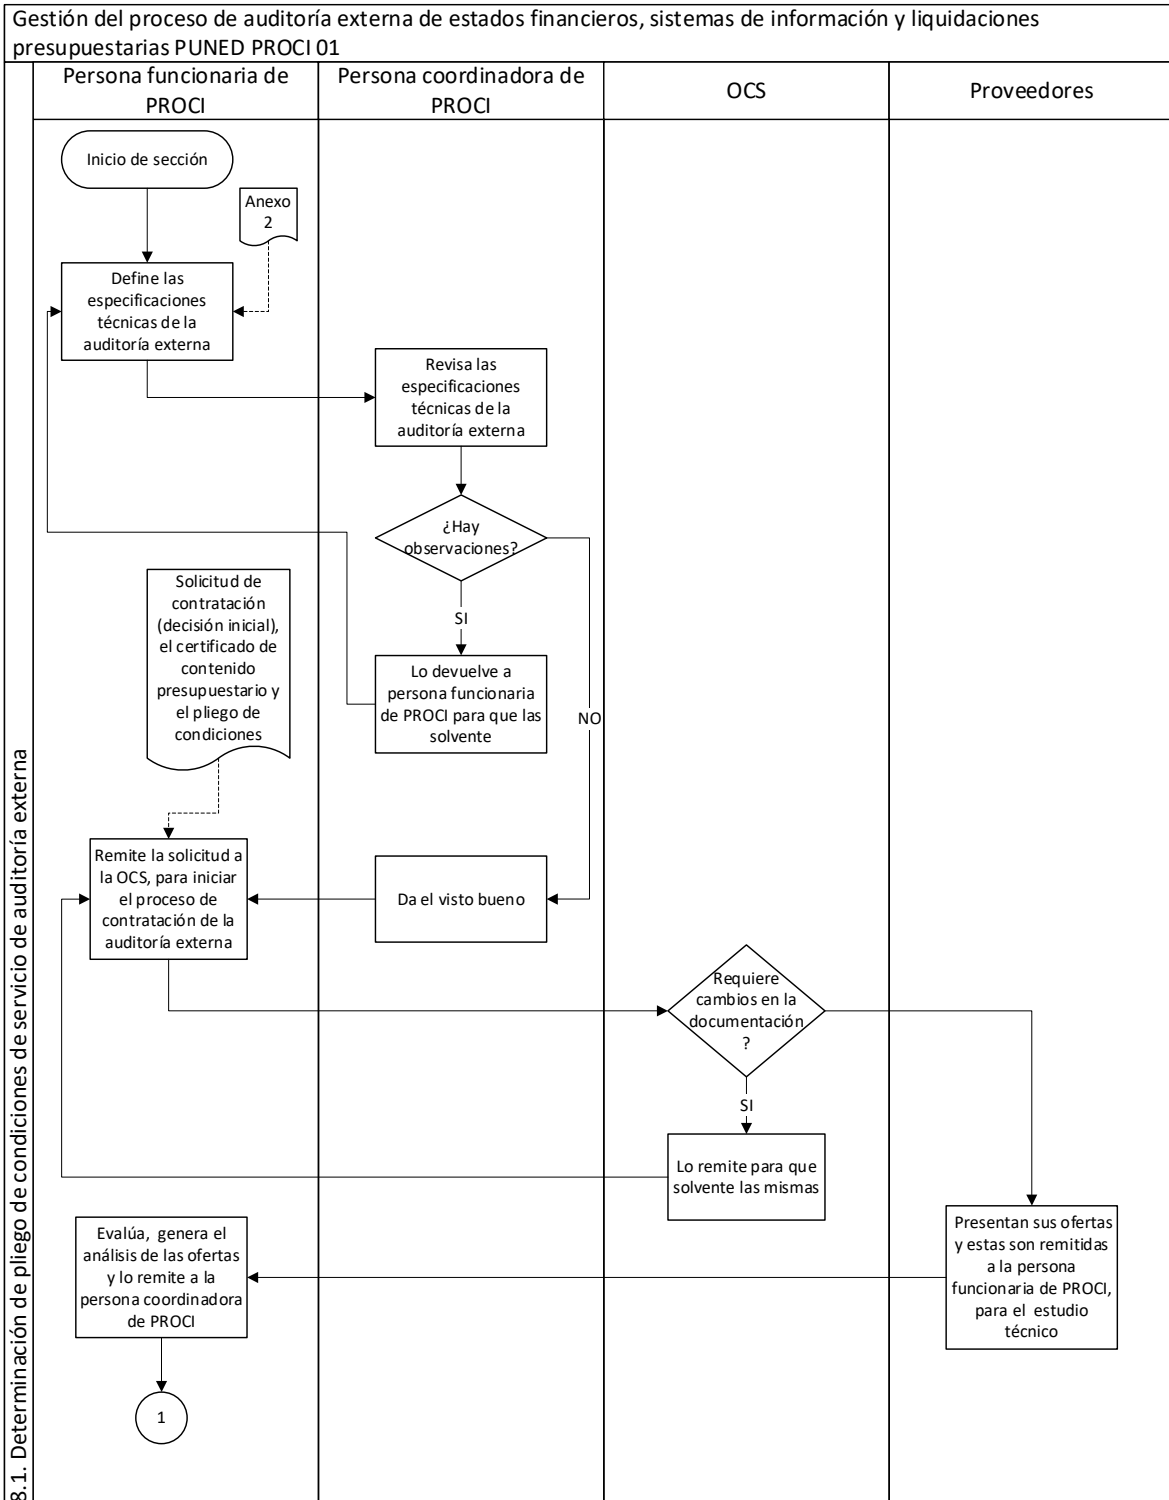 Gestión del proceso de auditoría externa de estados financieros, sistemas de información y liquidaciones
presupuestarias PUNED PROCI 01
Persona funcionaria de
PROCI
Persona coordinadora de
PROCI
OCS
Proveedores
8.1. Determinación de pliego de condiciones de servicio de auditoría externa
Inicio de sección
Anexo
2
Define las
especificaciones
técnicas de la
auditoría externa
Revisa las
especificaciones
técnicas de la
auditoría externa
¿Hay
observaciones?
SI
NO
Lo devuelve a
persona funcionaria
de PROCI para que las
solvente
Solicitud de
contratación
(decisión inicial),
el certificado de
contenido
presupuestario y
el pliego de
condiciones
Remite la solicitud a
la OCS, para iniciar
el proceso de
contratación de la
auditoría externa
Da el visto bueno
Requiere
cambios en la
documentación
?
SI
Lo remite para que
solvente las mismas
Presentan sus ofertas
y estas son remitidas
a la persona
funcionaria de PROCI,
para el estudio
técnico
Evalúa, genera el
análisis de las ofertas
y lo remite a la
persona coordinadora
de PROCI
1